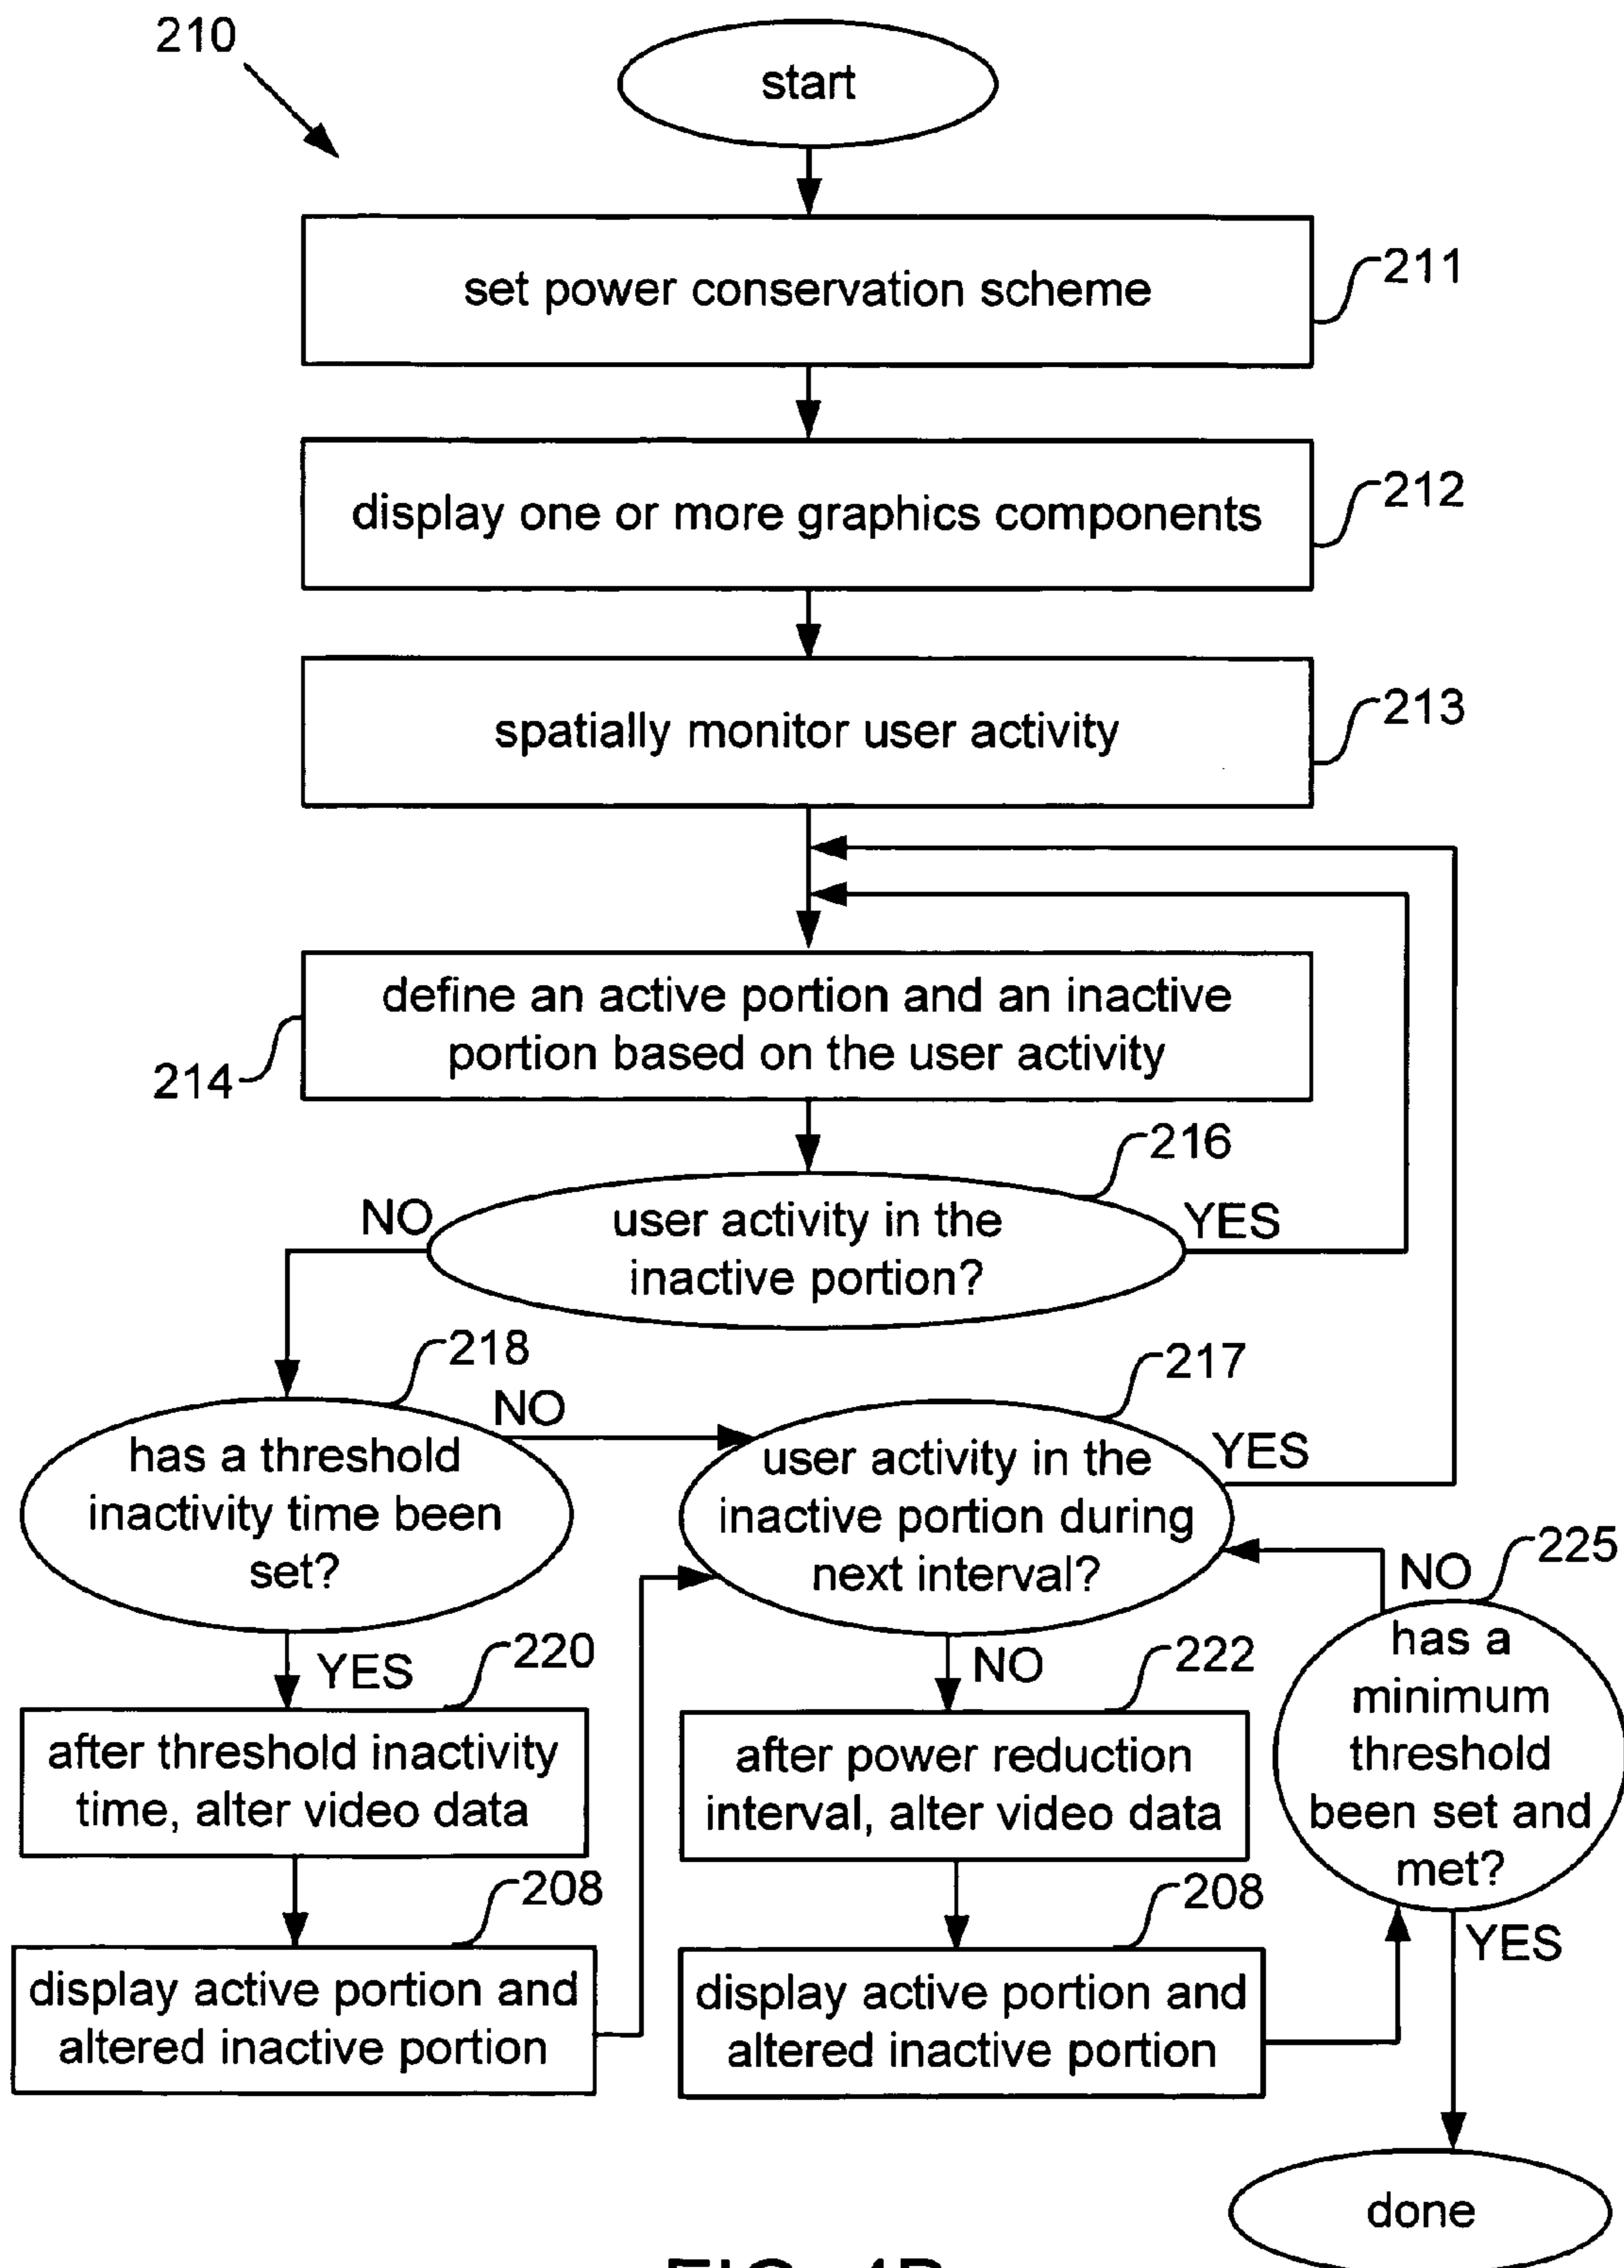 210
start
set power conservation scheme
211
display one or more graphics components
212
spatially monitor user activity
213
define an active portion and an inactive
portion based on the user activity
214
216
NO
user activity in the
inactive portion?
YES
218
has a threshold
inactivity time been
set?
NO
217
user activity in the
inactive portion during
next interval?
YES
225
NO
has a
minimum
threshold
been set and
met?
YES
220
after threshold inactivity
time, alter video data
NO
222
after power reduction
interval, alter video data
208
display active portion and
altered inactive portion
208
display active portion and
altered inactive portion
YES
done